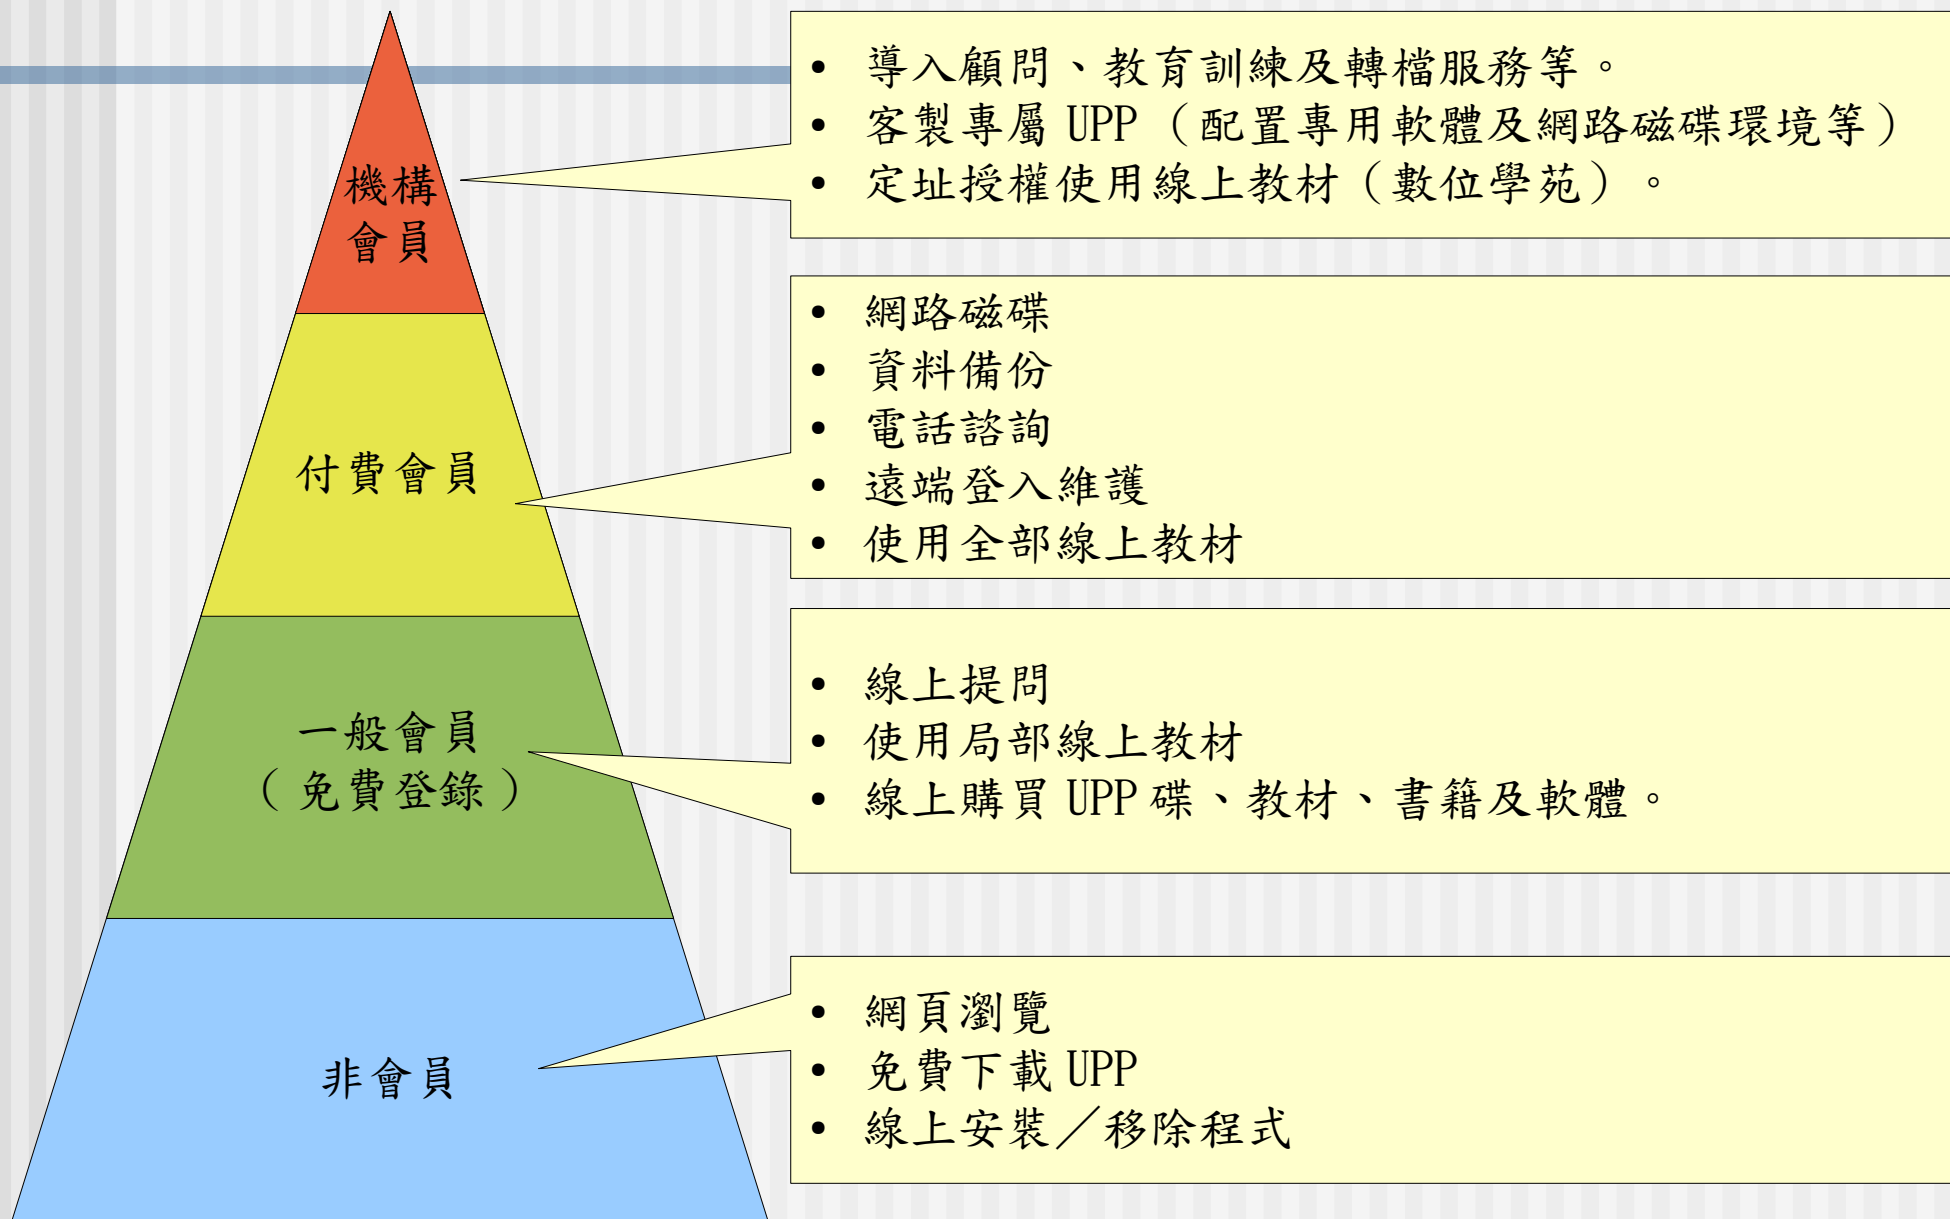 機構
會員
• 導入顧問、教育訓練及轉檔服務等。
• 客製專屬 UPP（配置專用軟體及網路磁碟環境等）
• 定址授權使用線上教材（數位學苑）。
付費會員
• 網路磁碟
• 資料備份
• 電話諮詢
• 遠端登入維護
• 使用全部線上教材
一般會員
（免費登錄）
• 線上提問
• 使用局部線上教材
• 線上購買 UPP 碟、教材、書籍及軟體。
非會員
• 網頁瀏覽
• 免費下載 UPP
• 線上安裝／移除程式